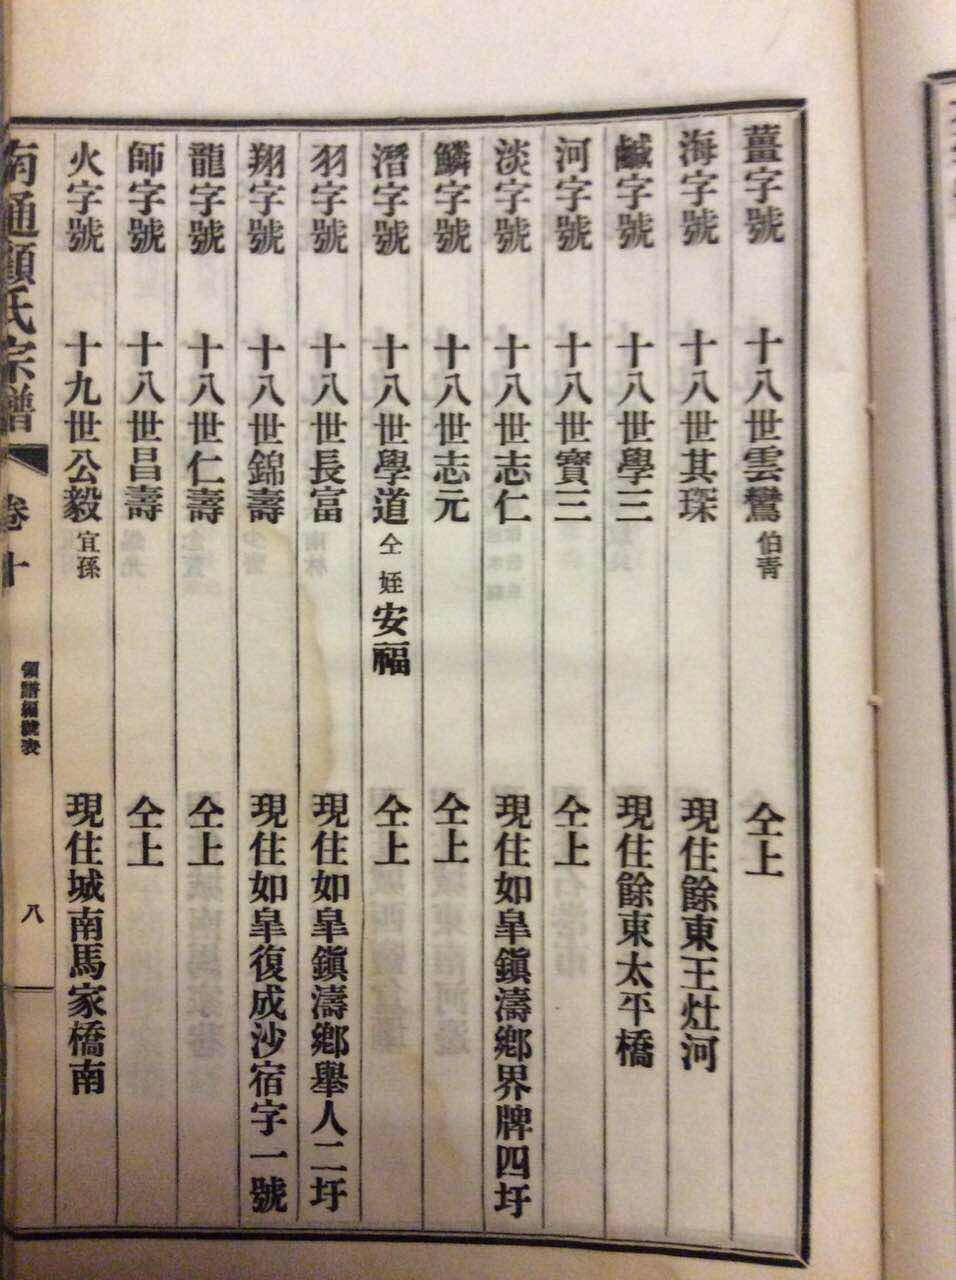 薑字號 十八世雲鸞 伯青 仝上
海字號 十八世其琛 現住餘東王灶河
鹹字號 十八世學三 現住餘東太平橋
河字號 十八世寶三 仝上
淡字號 十八世志仁 現住如臯鎮濤鄉界牌四圩
鱗字號 十八世志元 仝上
潛字號 十八世學道 仝姪安福 仝上
羽字號 十八世長富 現住如臯鎮濤鄉舉人二圩
翔字號 十八世錦壽 現住如臯復成沙宿字一號
龍字號 十八世仁壽 仝上
師字號 十八世昌壽 仝上
火字號 十九世公毅 宜孫 現住城南馬家橋南
南通顧氏宗譜 卷十 領譜編號表 八